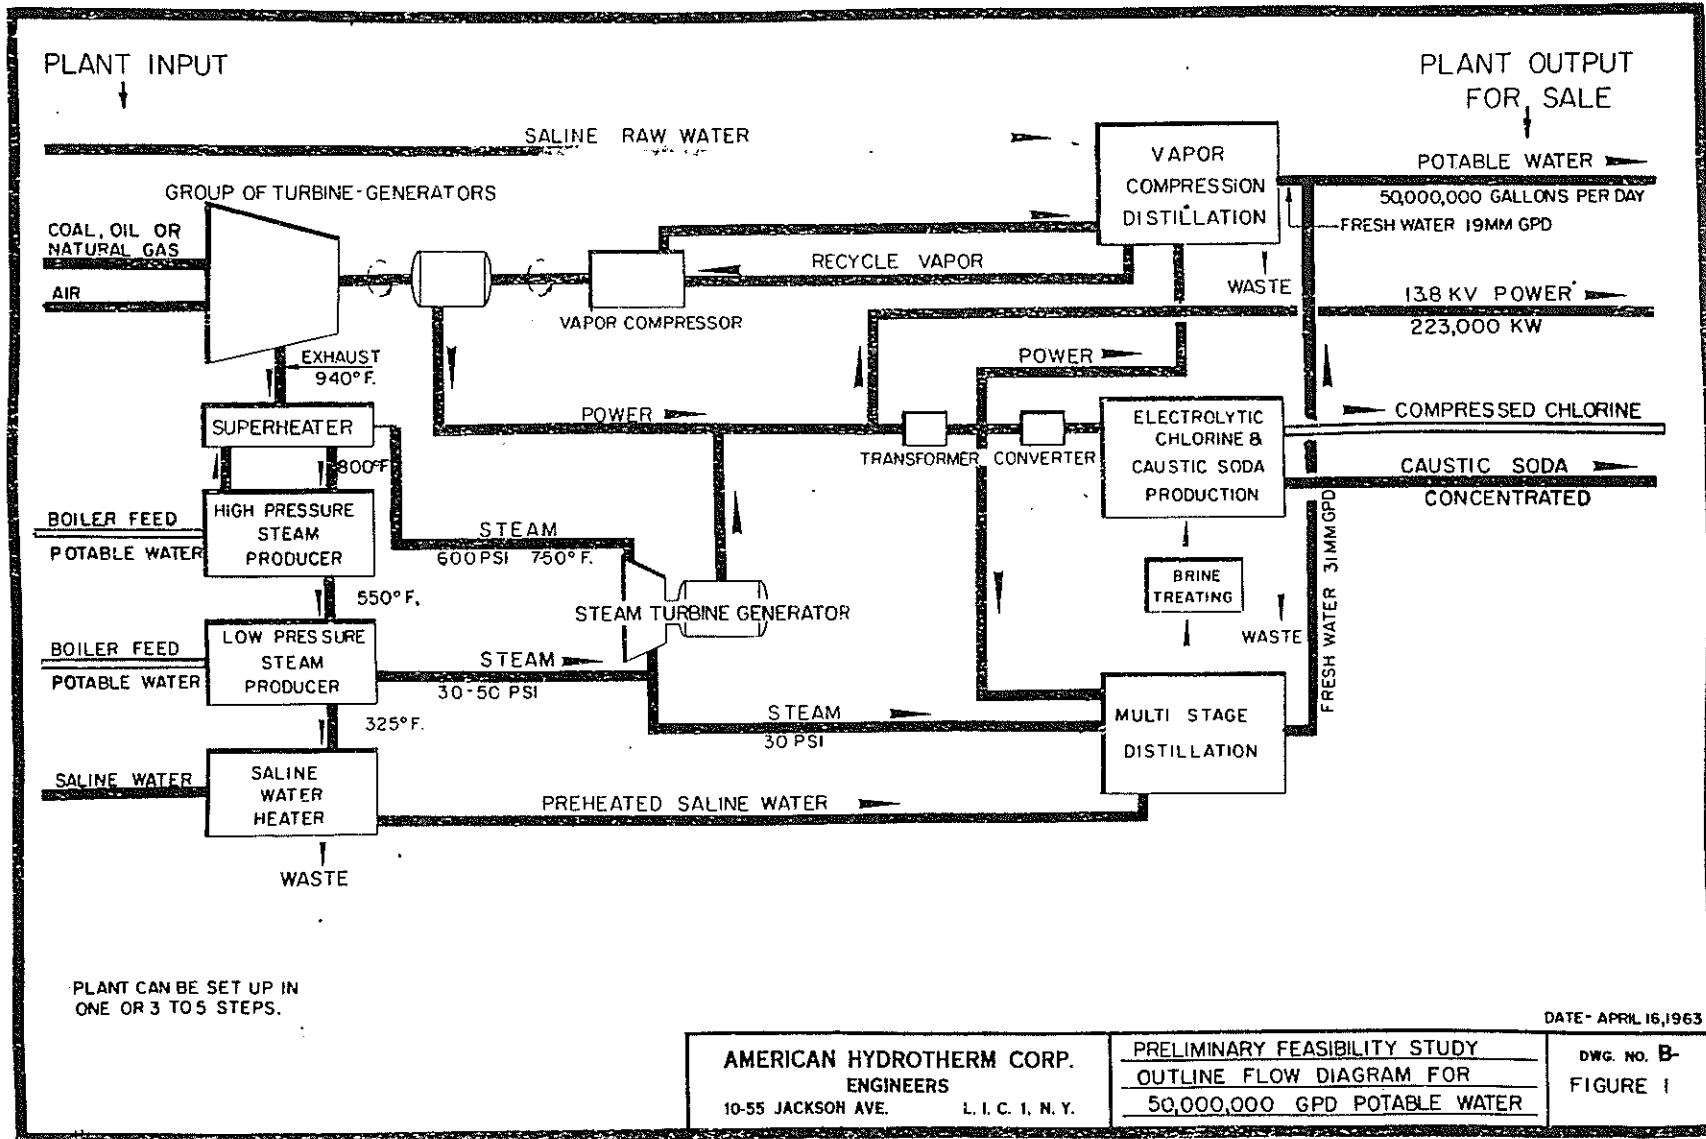 PLANT INPUT
PLANT OUTPUT
FOR SALE
SALINE RAW WATER
VAPOR
COMPRESSION
DISTILLATION
POTABLE WATER
50,000,000 GALLONS PER DAY
FRESH WATER 19MM GPD
GROUP OF TURBINE-GENERATORS
COAL, OIL OR
NATURAL GAS
AIR
RECYCLE VAPOR
VAPOR COMPRESSOR
WASTE
13.8 KV POWER
223,000 KW
EXHAUST
940°F.
POWER
SUPERHEATER
800°F
POWER
TRANSFORMER
CONVERTER
ELECTROLYTIC
CHLORINE &
CAUSTIC SODA
PRODUCTION
COMPRESSED CHLORINE
CAUSTIC SODA
CONCENTRATED
BOILER FEED
POTABLE WATER
HIGH PRESSURE
STEAM
PRODUCER
STEAM
600 PSI 750°F.
550°F.
STEAM TURBINE GENERATOR
BRINE
TREATING
WASTE
FRESH WATER 31MM GPD
BOILER FEED
POTABLE WATER
LOW PRESSURE
STEAM
PRODUCER
STEAM
30-50 PSI
325°F.
STEAM
30 PSI
MULTI STAGE
DISTILLATION
SALINE WATER
SALINE
WATER
HEATER
PREHEATED SALINE WATER
WASTE
PLANT CAN BE SET UP IN
ONE OR 3 TO 5 STEPS.
DATE- APRIL 16, 1963
AMERICAN HYDROTHERM CORP.
ENGINEERS
10-55 JACKSON AVE. L. I. C. 1, N. Y.
PRELIMINARY FEASIBILITY STUDY
OUTLINE FLOW DIAGRAM FOR
50,000,000 GPD POTABLE WATER
DWG. NO. B-
FIGURE 1